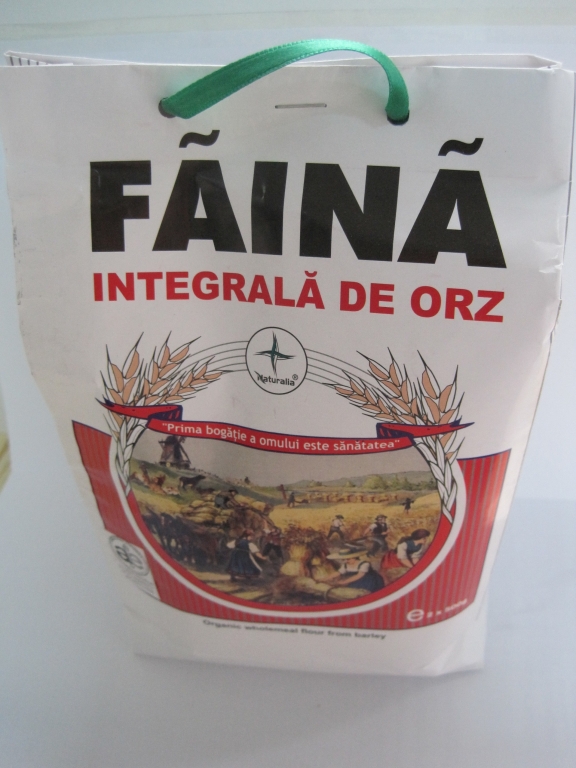 FÃINÃ
INTEGRALĂ DE ORZ
Naturalia®
"Prima bogăție a omului este sănătatea"
Organic wholemeal flour from barley